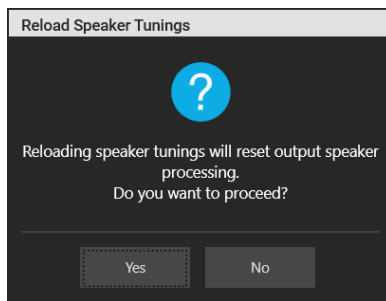 Reload Speaker Tunings
?
Reloading speaker tunings will reset output speaker
processing.
Do you want to proceed?
Yes
No